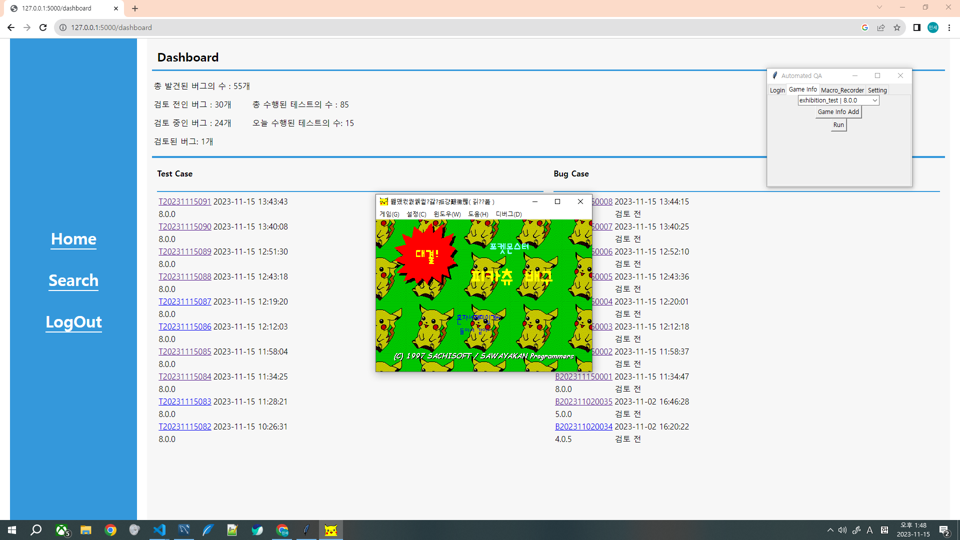 127.0.0.1:5000/dashboard
127.0.0.1:5000/dashboard
Dashboard
총 발견된 버그의 수 : 55개
검토 전인 버그 : 30개 총 수행된 테스트의 수 : 85
검토 중인 버그 : 24개 오늘 수행된 테스트의 수: 15
검토된 버그: 1개
Home
Search
LogOut
Automated QA
Login Game Info Macro_Recorder Setting
exhibition_test | 8.0.0
Game Info Add
Run
Test Case
T20231115091 2023-11-15 13:43:43
8.0.0
T20231115090 2023-11-15 13:40:08
8.0.0
T20231115089 2023-11-15 12:51:30
8.0.0
T20231115088 2023-11-15 12:43:18
8.0.0
T20231115087 2023-11-15 12:19:20
8.0.0
T20231115086 2023-11-15 12:12:03
8.0.0
T20231115085 2023-11-15 11:58:04
8.0.0
T20231115084 2023-11-15 11:34:25
8.0.0
T20231115083 2023-11-15 11:28:21
8.0.0
T20231115082 2023-11-15 10:26:31
8.0.0
Bug Case
50008 2023-11-15 13:44:15
검토 전
50007 2023-11-15 13:40:25
검토 전
50006 2023-11-15 12:52:10
검토 전
50005 2023-11-15 12:43:36
검토 전
50004 2023-11-15 12:20:01
검토 전
50003 2023-11-15 12:12:18
검토 전
50002 2023-11-15 11:58:37
검토 전
B202311150001 2023-11-15 11:34:47
8.0.0 검토 전
B202311020035 2023-11-02 16:46:28
5.0.0 검토 전
B202311020034 2023-11-02 16:20:22
4.0.5 검토 전
게임(G) 설정(C) 윈도우(W) 도움(H) 디버그(D)
대결!
포켓몬스터
피카츄 배구
(C) 1997 SACHISOFT / SAWAYAKAN Programmers
오후 1:48
2023-11-15